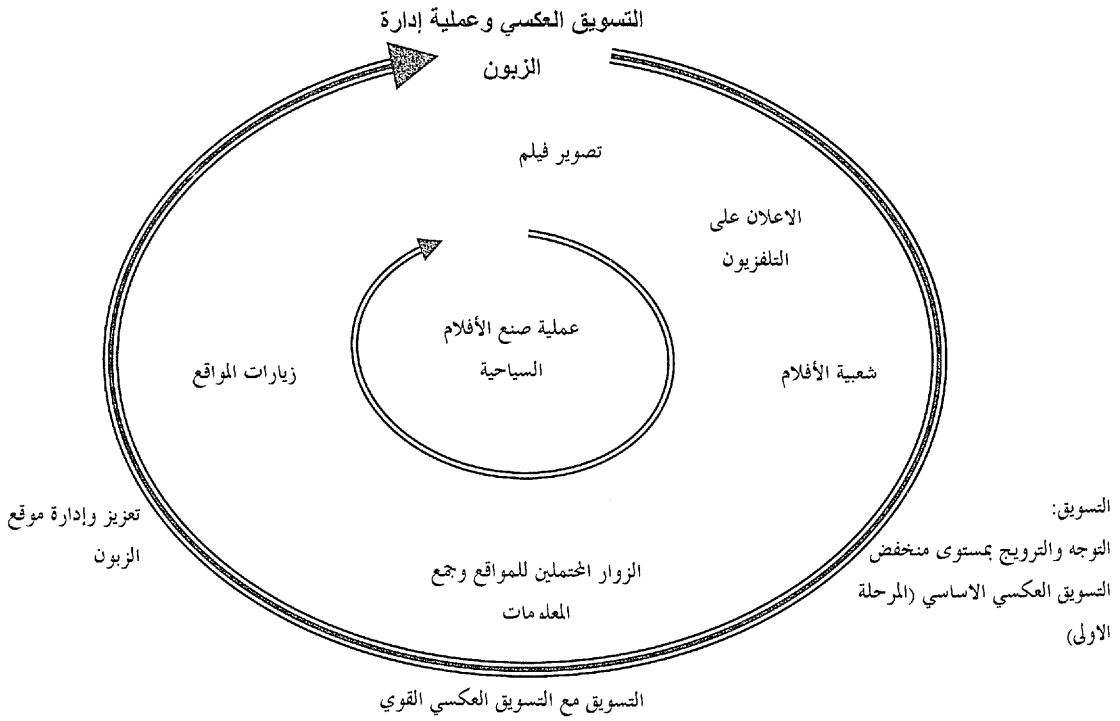 التسويق العكسي وعملية إدارة
الزبون
تصوير فيلم
الاعلان على
التلفزيون
عملية صنع الأفلام
السياحية
شعبية الأفلام
زيارات المواقع
التسويق:
التوجه والترويج بمستوى منخفض
التسويق العكسي الاساسي (المرحلة
الاولى)
تعزيز وإدارة موقع
الزبون
الزوار المحتملين للمواقع وجمع
المعلومات
التسويق مع التسويق العكسي القوي